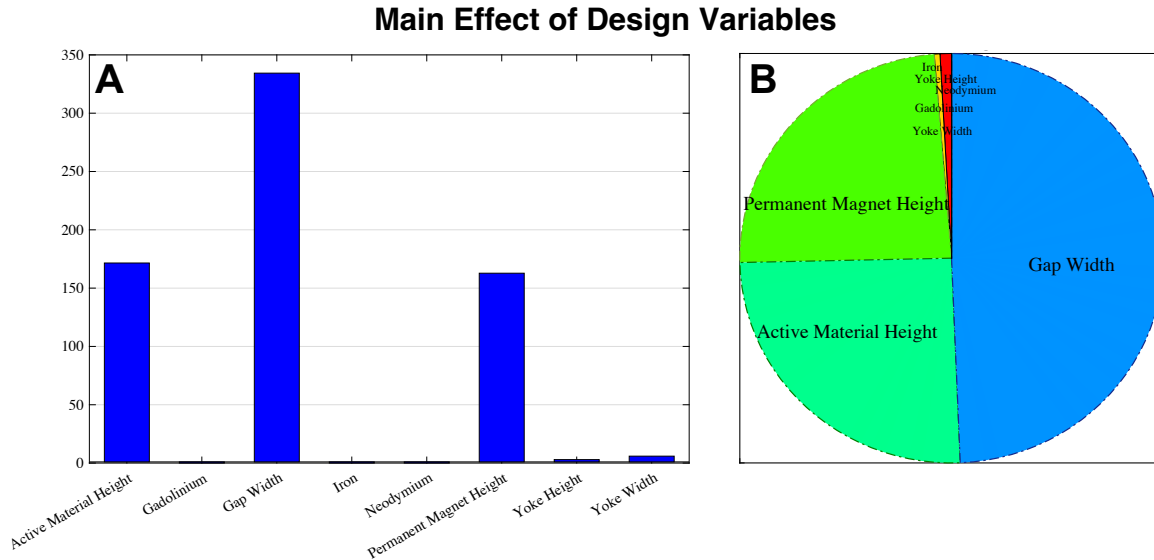 Main Effect of Design Variables
A
350
300
250
200
150
100
50
0
Active Material Height
Gadolinium
Gap Width
Iron
Neodymium
Permanent Magnet Height
Yoke Height
Yoke Width
B
Iron
Yoke Height
Neodymium
Gadolinium
Yoke Width
Permanent Magnet Height
Gap Width
Active Material Height